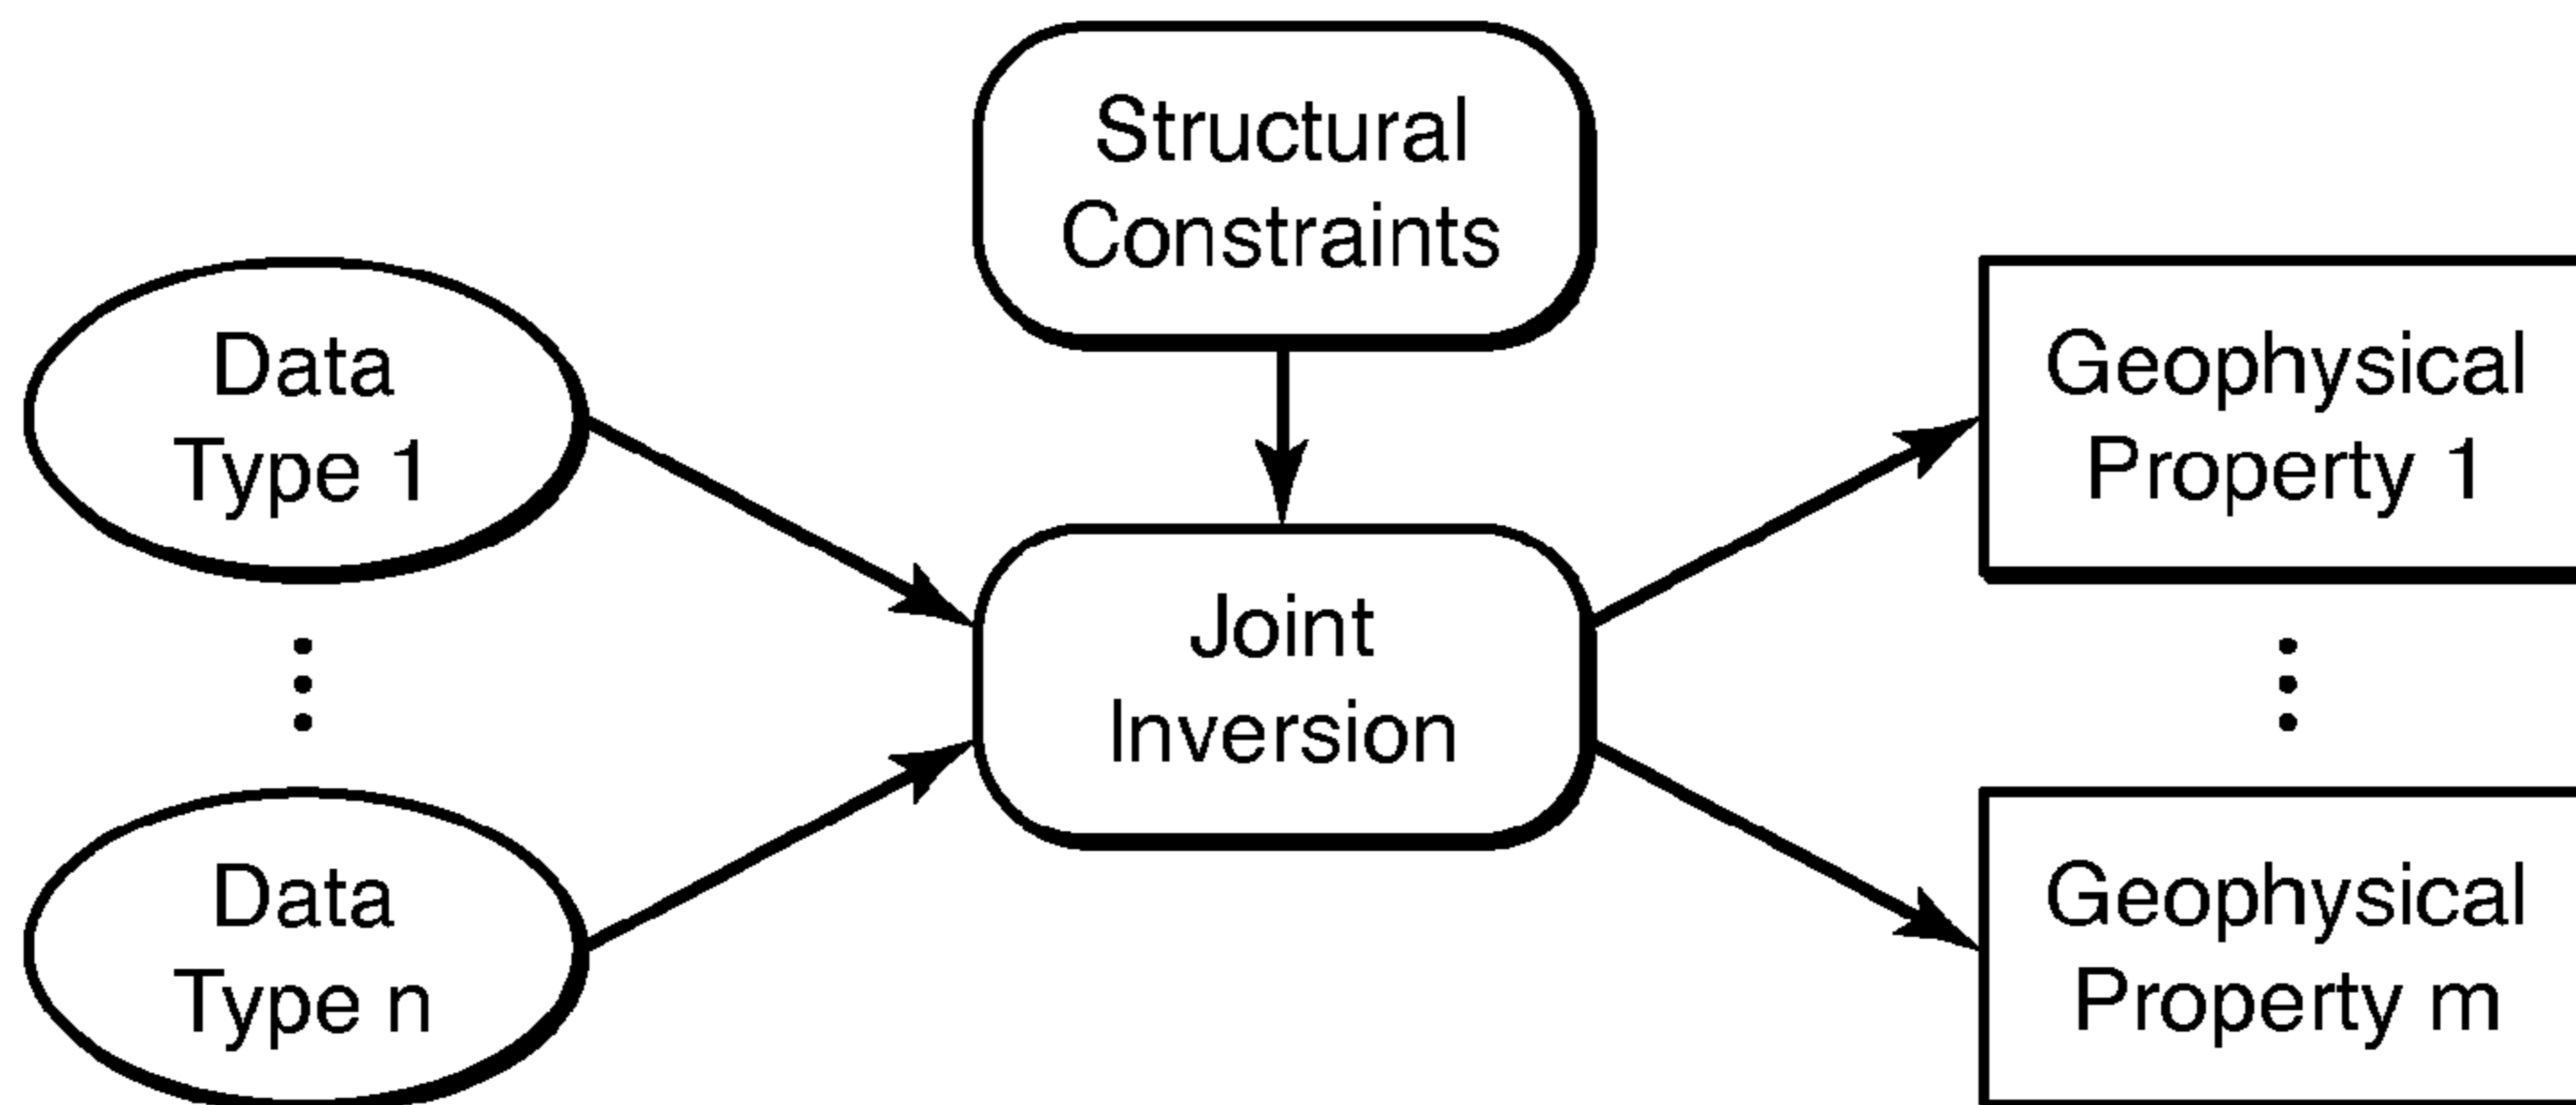 Structural
Constraints
Data
Type 1
Geophysical
Property 1
Joint
Inversion
Data
Type n
Geophysical
Property m